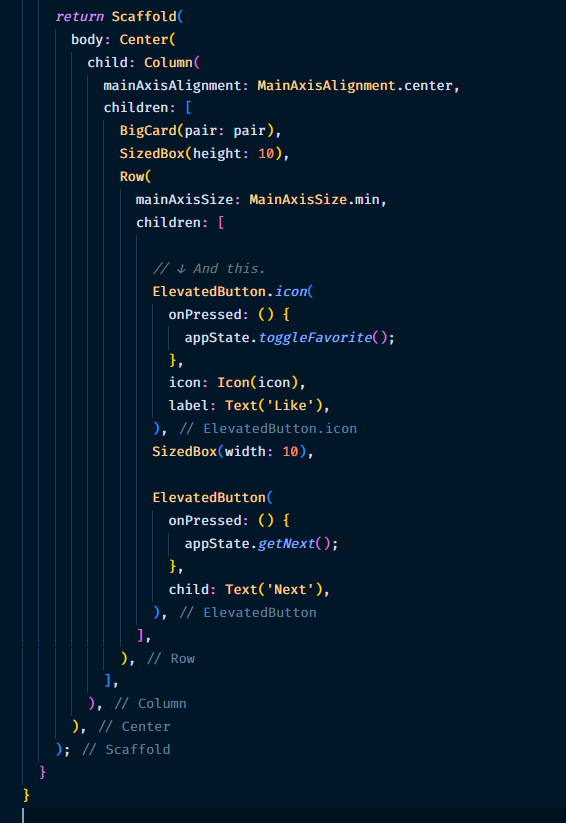 return Scaffold(
body: Center(
child: Column(
mainAxisAlignment: MainAxisAlignment.center,
children: [
BigCard(pair: pair),
SizedBox(height: 10),
Row(
mainAxisSize: MainAxisSize.min,
children: [
// ↓ And this.
ElevatedButton.icon(
onPressed: () {
appState.toggleFavorite();
},
icon: Icon(icon),
label: Text('Like'),
), // ElevatedButton.icon
SizedBox(width: 10),
ElevatedButton(
onPressed: () {
appState.getNext();
},
child: Text('Next'),
), // ElevatedButton
],
), // Row
],
), // Column
), // Center
); // Scaffold
}
}